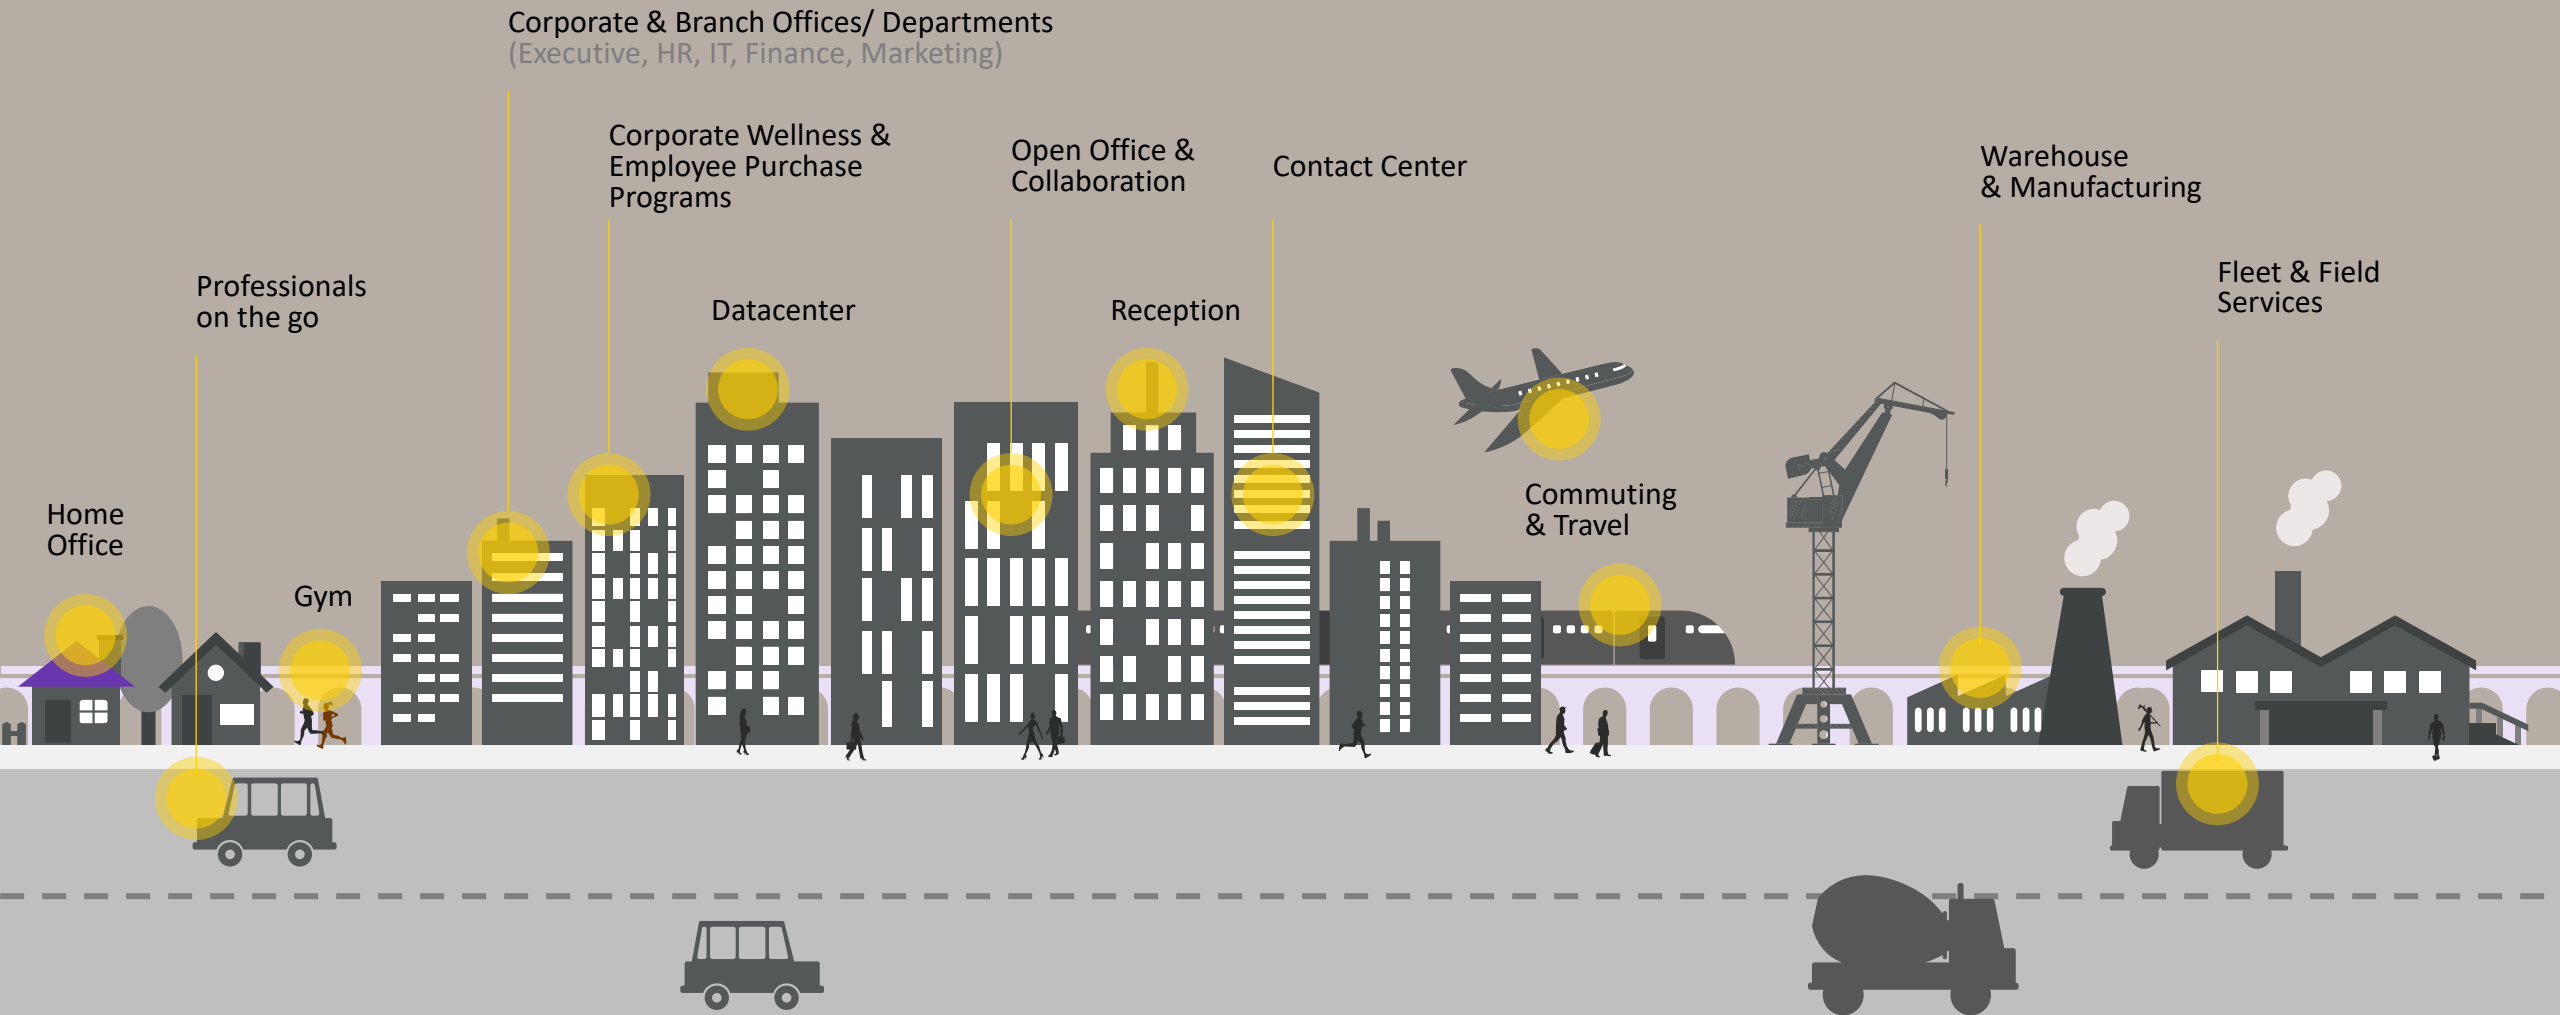 Corporate & Branch Offices/ Departments
(Executive, HR, IT, Finance, Marketing)
Corporate Wellness &
Employee Purchase
Programs
Open Office &
Collaboration
Contact Center
Warehouse
& Manufacturing
Professionals
on the go
Datacenter
Reception
Fleet & Field
Services
Home
Office
Commuting
& Travel
Gym